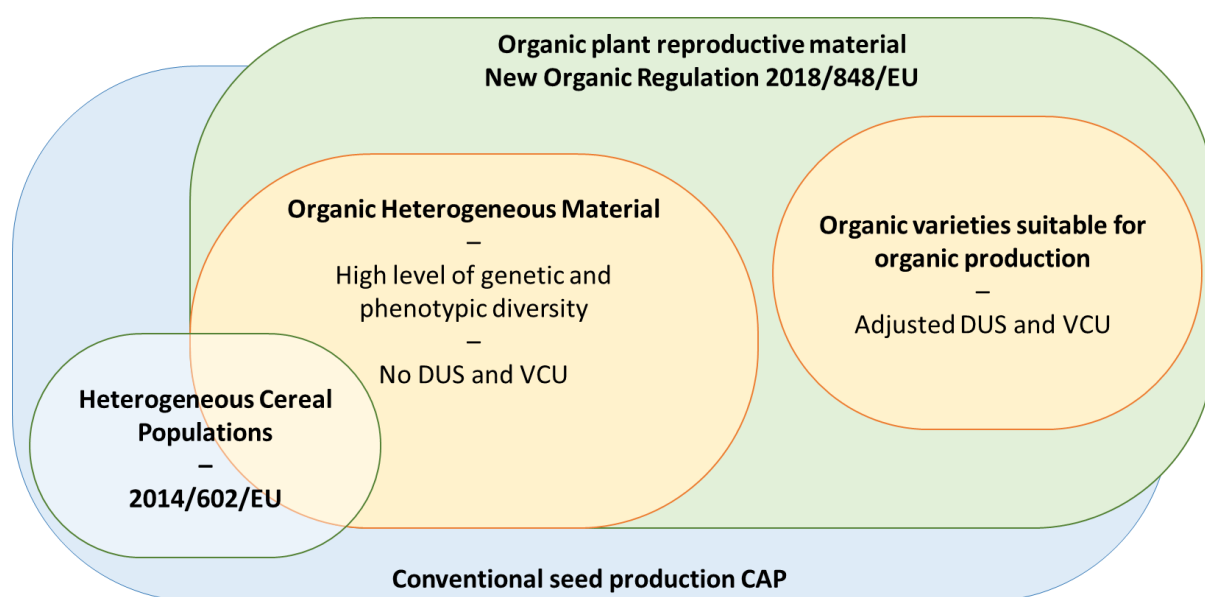 Organic plant reproductive material
New Organic Regulation 2018/848/EU
Organic Heterogeneous Material
–
High level of genetic and
phenotypic diversity
–
No DUS and VCU
Organic varieties suitable for
organic production
–
Adjusted DUS and VCU
Heterogeneous Cereal
Populations
–
2014/602/EU
Conventional seed production CAP